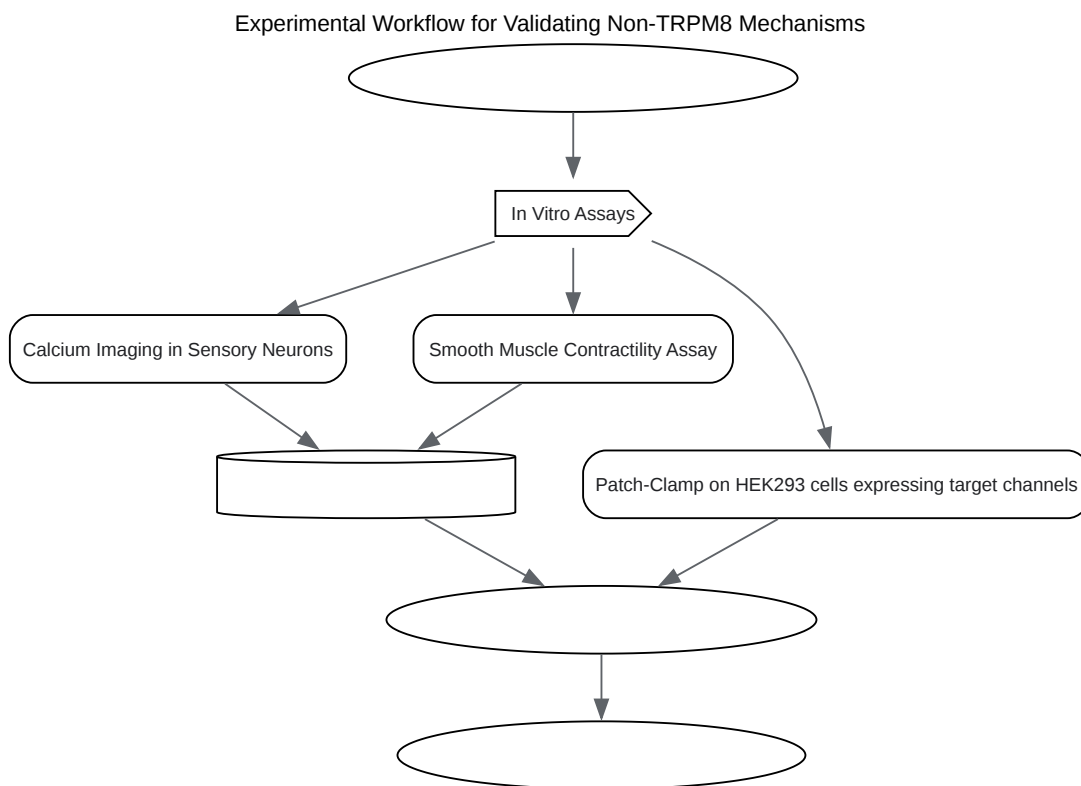 Experimental Workflow for Validating Non-TRPM8 Mechanisms
In Vitro Assays
Calcium Imaging in Sensory Neurons
Smooth Muscle Contractility Assay
Patch-Clamp on HEK293 cells expressing target channels